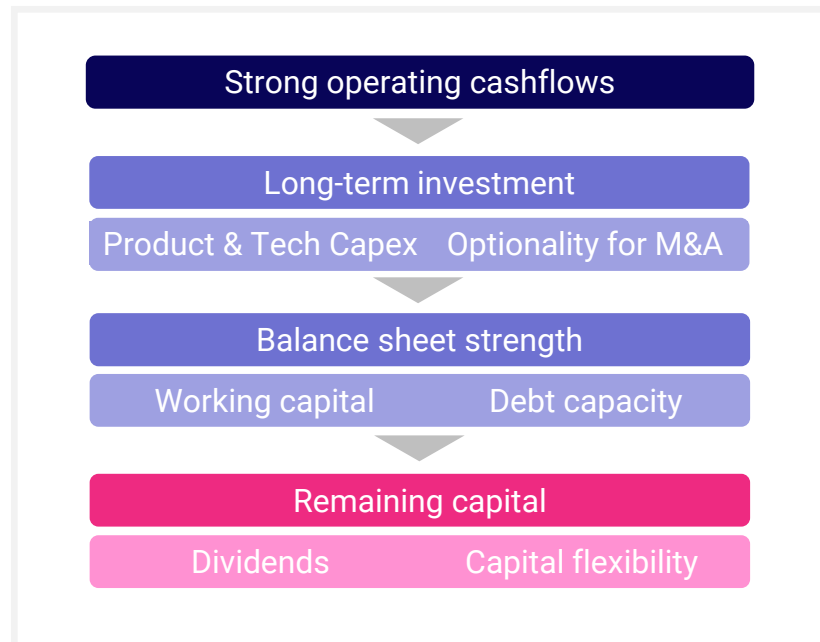 Strong operating cashflows
Long-term investment
Product & Tech Capex Optionality for M&A
Balance sheet strength
Working capital Debt capacity
Remaining capital
Dividends Capital flexibility